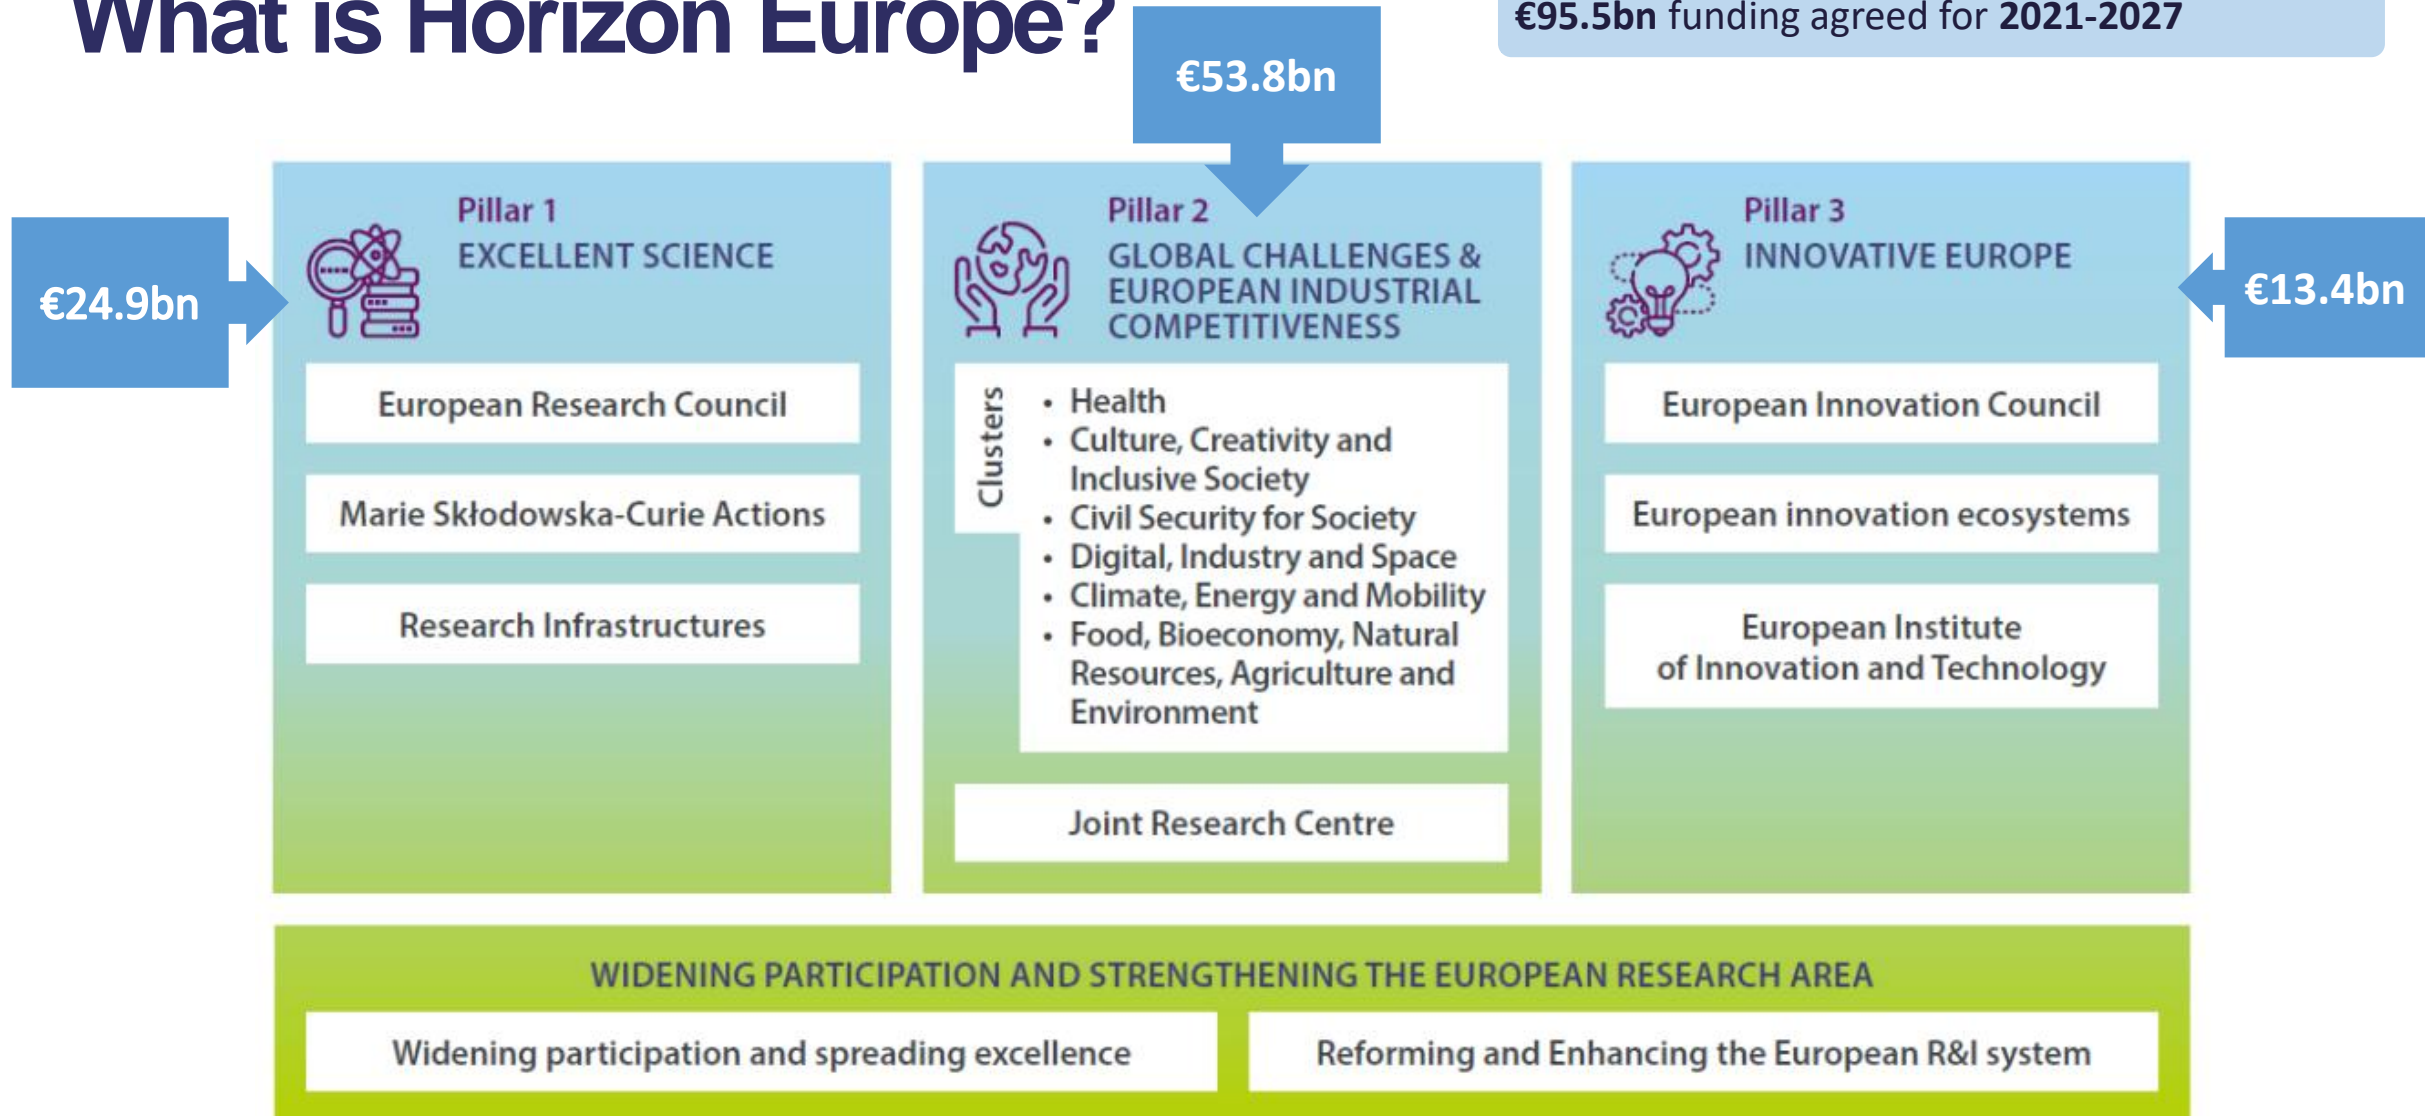 What is Horizon Europe?
€95.5bn funding agreed for 2021-2027
€53.8bn
€24.9bn
€13.4bn
Pillar 1
EXCELLENT SCIENCE
European Research Council
Marie Skłodowska-Curie Actions
Research Infrastructures
Pillar 2
GLOBAL CHALLENGES &
EUROPEAN INDUSTRIAL
COMPETITIVENESS
Clusters
• Health
• Culture, Creativity and
Inclusive Society
• Civil Security for Society
• Digital, Industry and Space
• Climate, Energy and Mobility
• Food, Bioeconomy, Natural
Resources, Agriculture and
Environment
Joint Research Centre
Pillar 3
INNOVATIVE EUROPE
European Innovation Council
European innovation ecosystems
European Institute
of Innovation and Technology
WIDENING PARTICIPATION AND STRENGTHENING THE EUROPEAN RESEARCH AREA
Widening participation and spreading excellence
Reforming and Enhancing the European R&I system